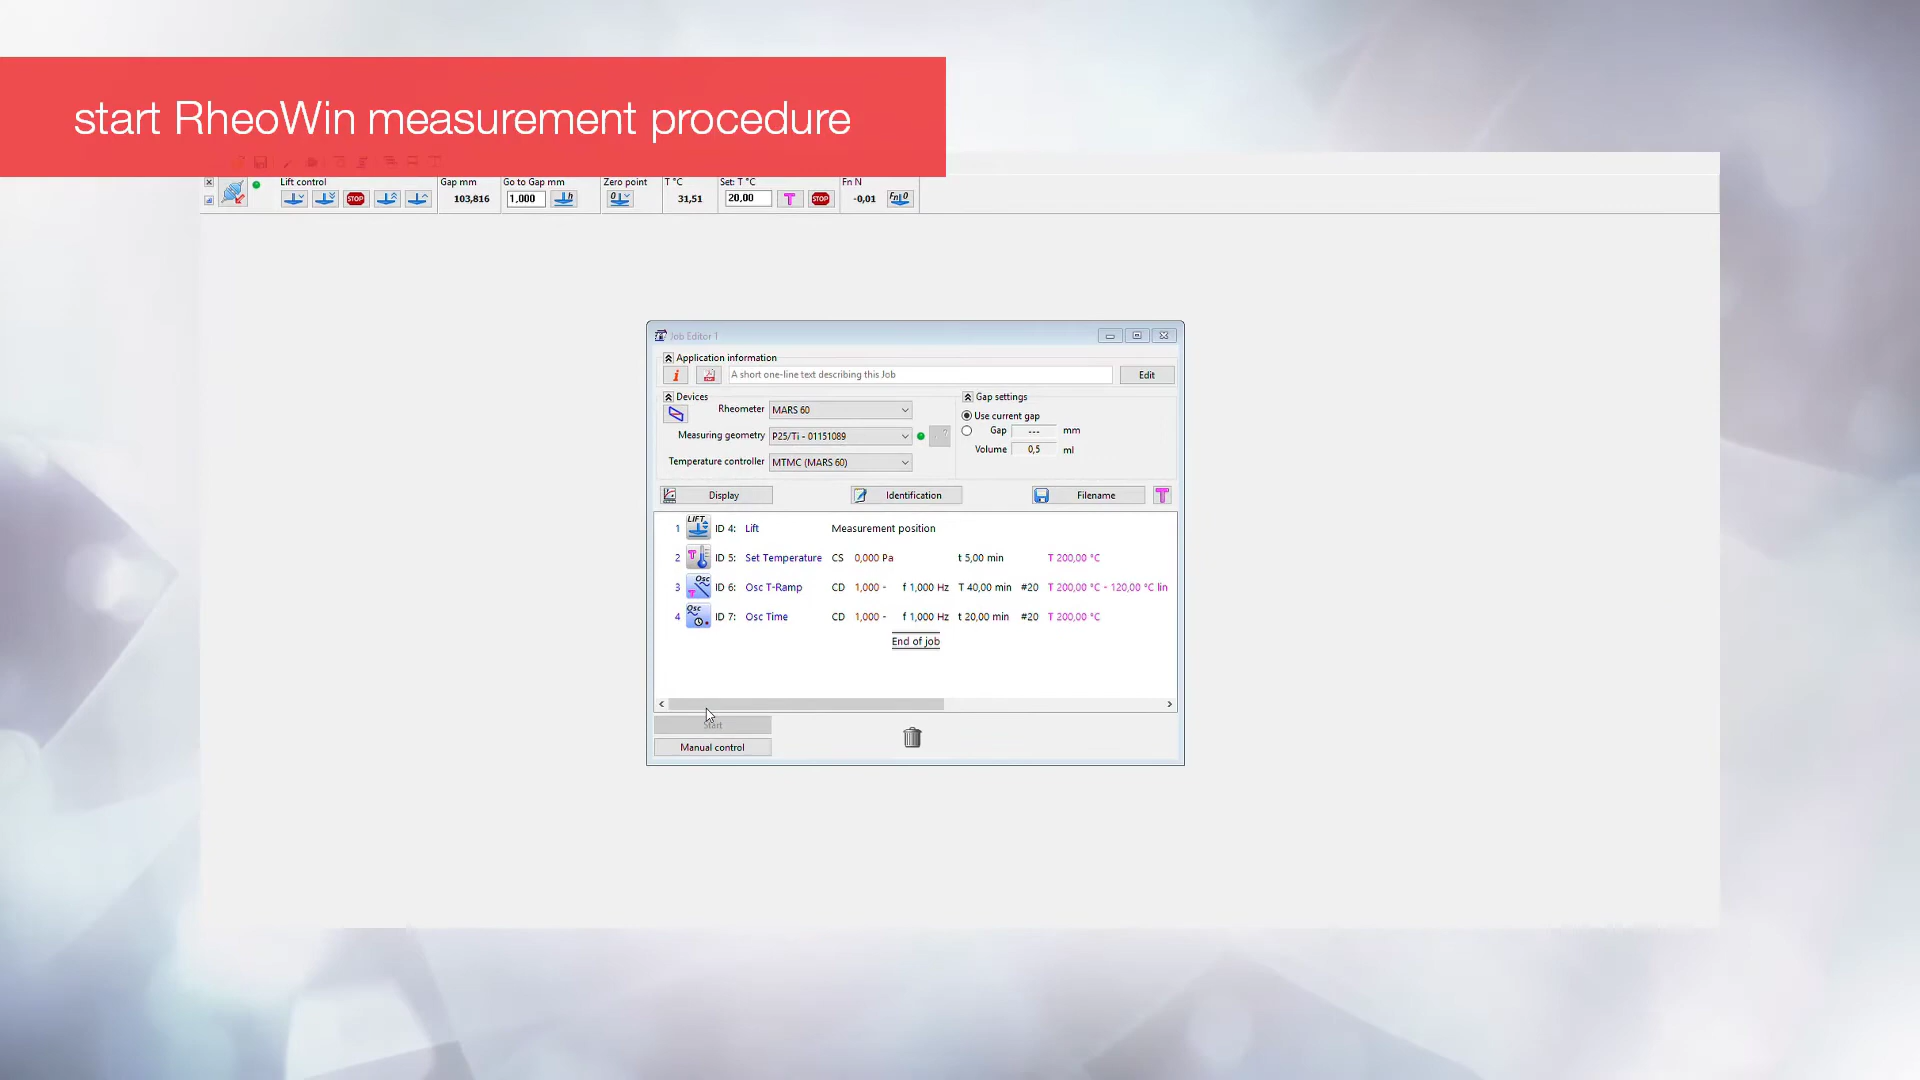 start RheoWin measurement procedure
Lift control Gap mm Go to Gap mm Zero point T °C Set: T °C Fn N
STOP 103,816 1,000 31,51 20,00 STOP -0,01
Job Editor 1
Application information
A short one-line text describing this Job Edit
Devices Gap settings
Rheometer MARS 60 Use current gap
Measuring geometry P25/Ti - 01151089 Gap --- mm
Volume 0,5 ml
Temperature controller MTMC (MARS 60)
Display Identification Filename T
1 LIFT ID 4: Lift Measurement position
2 T ID 5: Set Temperature CS 0,000 Pa t 5,00 min T 200,00 °C
3 Osc T ID 6: Osc T-Ramp CD 1,000 - f 1,000 Hz T 40,00 min #20 T 200,00 °C - 120,00 °C lin
4 Osc ID 7: Osc Time CD 1,000 - f 1,000 Hz t 20,00 min #20 T 200,00 °C
End of job
Start
Manual control